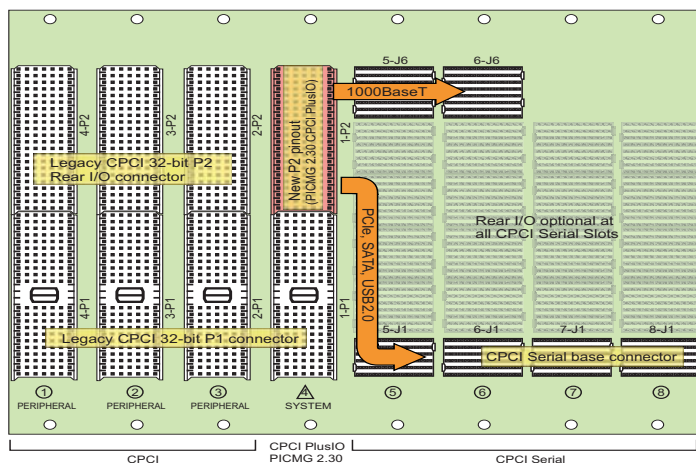 5-J6
6-J6
1000BaseT
4-P2
3-P2
2-P2
1-P2
New P2 pinout
(PICMG 2.30 CPCI PlusIO)
Legacy CPCI 32-bit P2
Rear I/O connector
PCIe, SATA, USB2.0
Rear I/O optional at
all CPCI Serial Slots
4-P1
3-P1
2-P1
1-P1
5-J1
6-J1
7-J1
8-J1
Legacy CPCI 32-bit P1 connector
CPCI Serial base connector
1
2
3
4
5
6
7
8
PERIPHERAL
PERIPHERAL
PERIPHERAL
SYSTEM
CPCI
CPCI PlusIO
PICMG 2.30
CPCI Serial